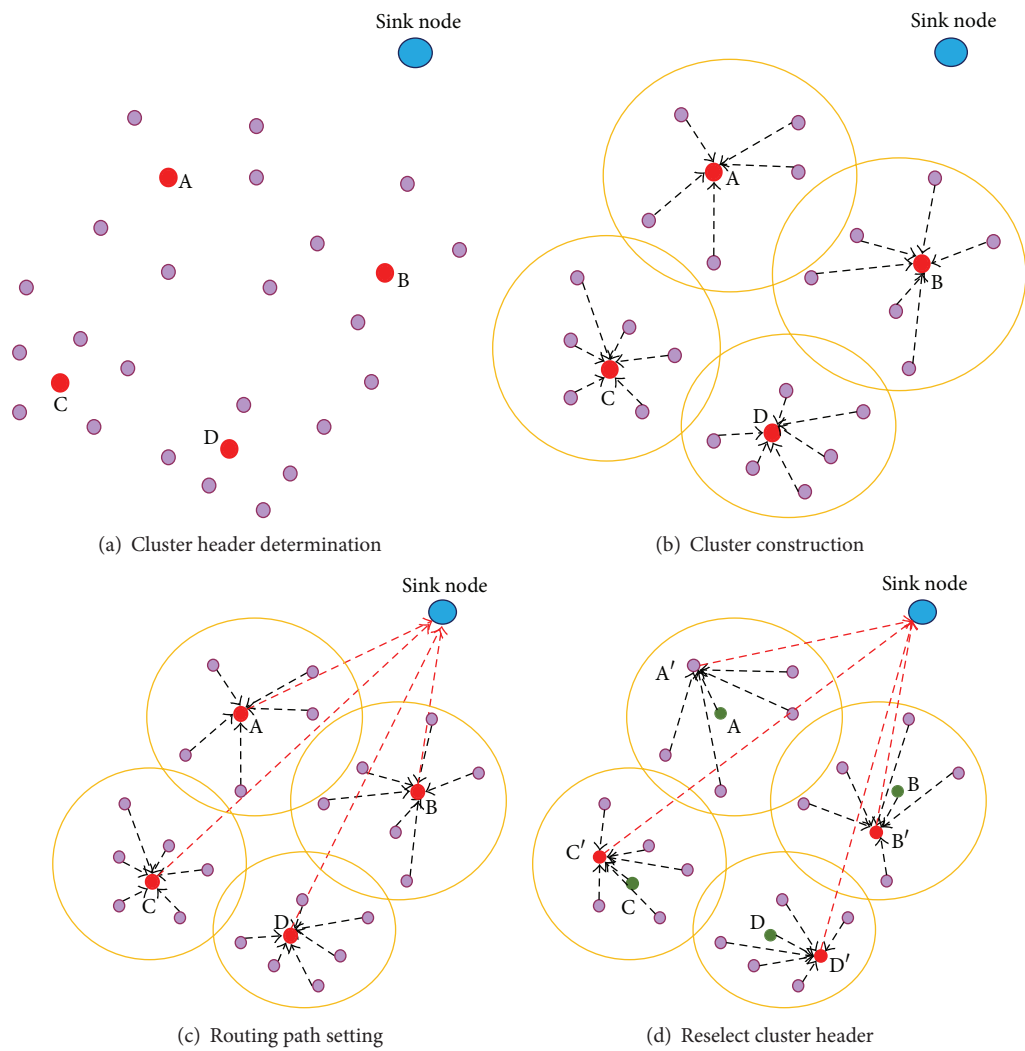 Sink node
Sink node
A
A
B
B
C
C
D
D
(a) Cluster header determination
(b) Cluster construction
Sink node
Sink node
A′
A
A
B
B
B′
C′
C
C
D
D
D′
(c) Routing path setting
(d) Reselect cluster header